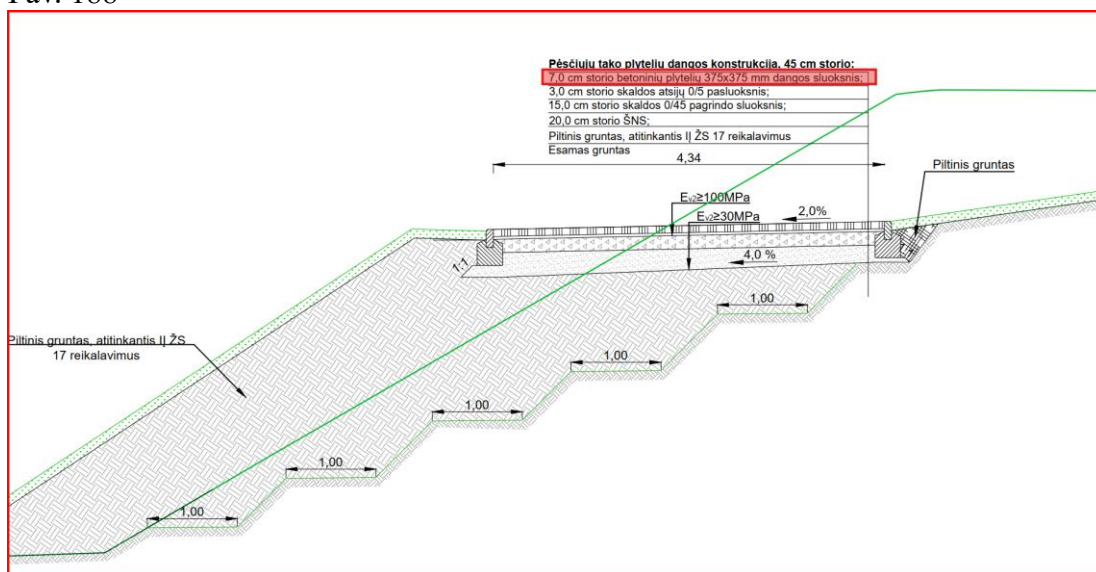 Pėsčiųjų tako plytelių dangos konstrukcija, 45 cm storio:
7,0 cm storio betoninių plytelių 375x375 mm dangos sluoksnis;
3,0 cm storio skaldos atsijų 0/5 pasluoksnis;
15,0 cm storio skaldos 0/45 pagrindo sluoksnis;
20,0 cm storio ŠNS;
Piltinis gruntas, atitinkantis IĮ ŽS 17 reikalavimus
Esamas gruntas
4,34
Piltinis gruntas
Ev2≥100MPa
Ev2≥30MPa
2,0%
4,0 %
1:1
1,00
Piltinis gruntas, atitinkantis IĮ ŽS
17 reikalavimus
1,00
1,00
1,00
1,00